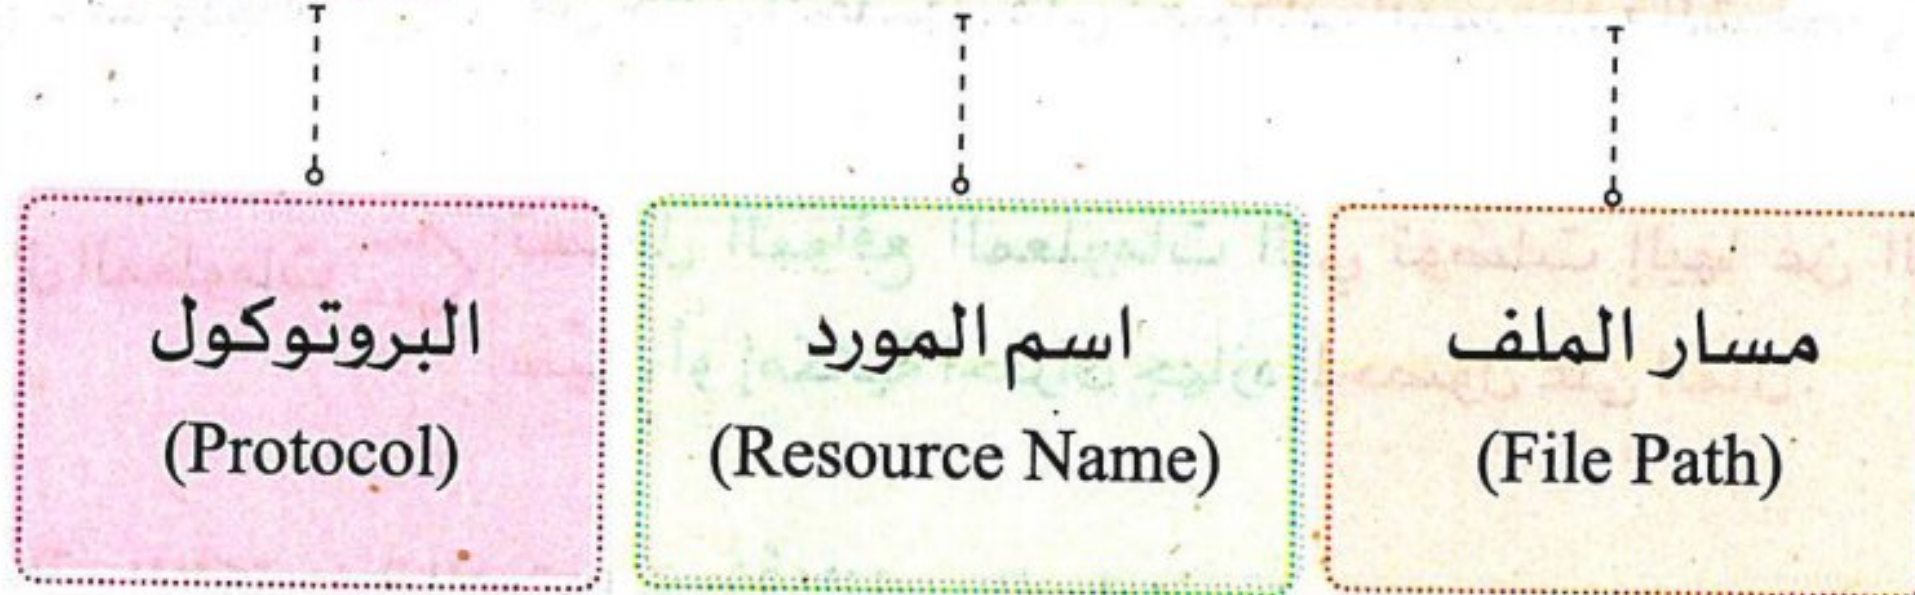 البروتوكول
(Protocol)
اسم المورد
(Resource Name)
مسار الملف
(File Path)